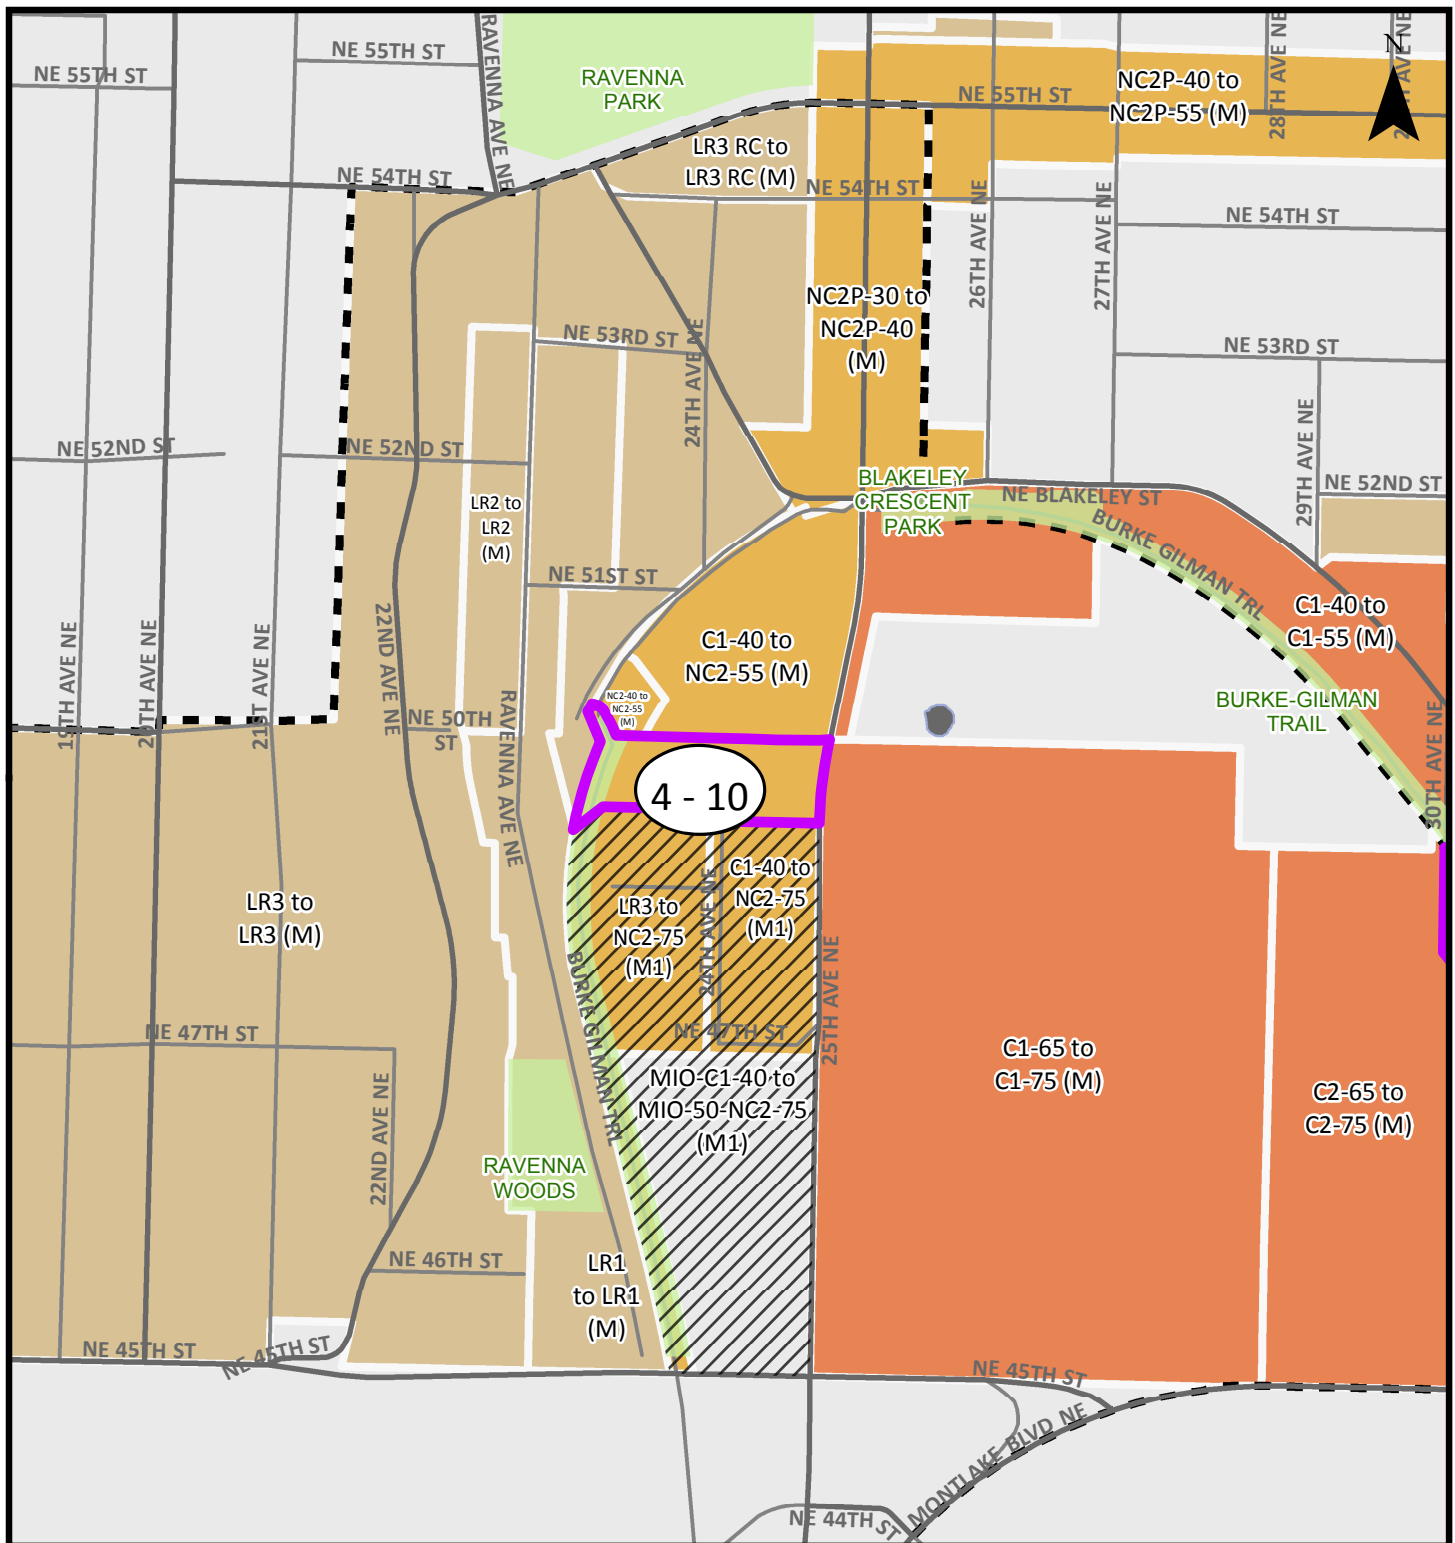 RAVENNA AVE NE
28TH AVE NE
AVE NE
N
NE 55TH ST
NE 55TH ST
RAVENNA
PARK
NC2P-40 to
NC2P-55 (M)
NE 55TH ST
LR3 RC to
LR3 RC (M)
NE 54TH ST
NE 54TH ST
26TH AVE NE
27TH AVE NE
NE 54TH ST
NC2P-30 to
NC2P-40
(M)
NE 53RD ST
24TH AVE NE
NE 53RD ST
29TH AVE NE
NE 52ND ST
NE 52ND ST
LR2 to
LR2
(M)
BLAKELEY
CRESCENT
PARK
NE BLAKELEY ST
BURKE GILMAN TRL
NE 52ND ST
NE 51ST ST
22ND AVE NE
19TH AVE NE
20TH AVE NE
21ST AVE NE
C1-40 to
NC2-55 (M)
C1-40 to
C1-55 (M)
NC2-40 to
NC2-55
(M)
BURKE-GILMAN
TRAIL
NE 50TH
ST
RAVENNA AVE NE
30TH AVE NE
4 - 10
C1-40 to
NC2-75
(M1)
LR3 to
NC2-75
(M1)
24TH AVE NE
LR3 to
LR3 (M)
BURKE GILMAN TRL
25TH AVE NE
NE 47TH ST
NE 47TH ST
MIO-C1-40 to
MIO-50-NC2-75
(M1)
C1-65 to
C1-75 (M)
C2-65 to
C2-75 (M)
22ND AVE NE
RAVENNA
WOODS
NE 46TH ST
LR1
to LR1
(M)
NE 45TH ST
NE 45TH ST
NE 45TH ST
MONTLAKE BLVD NE
NE 44TH ST